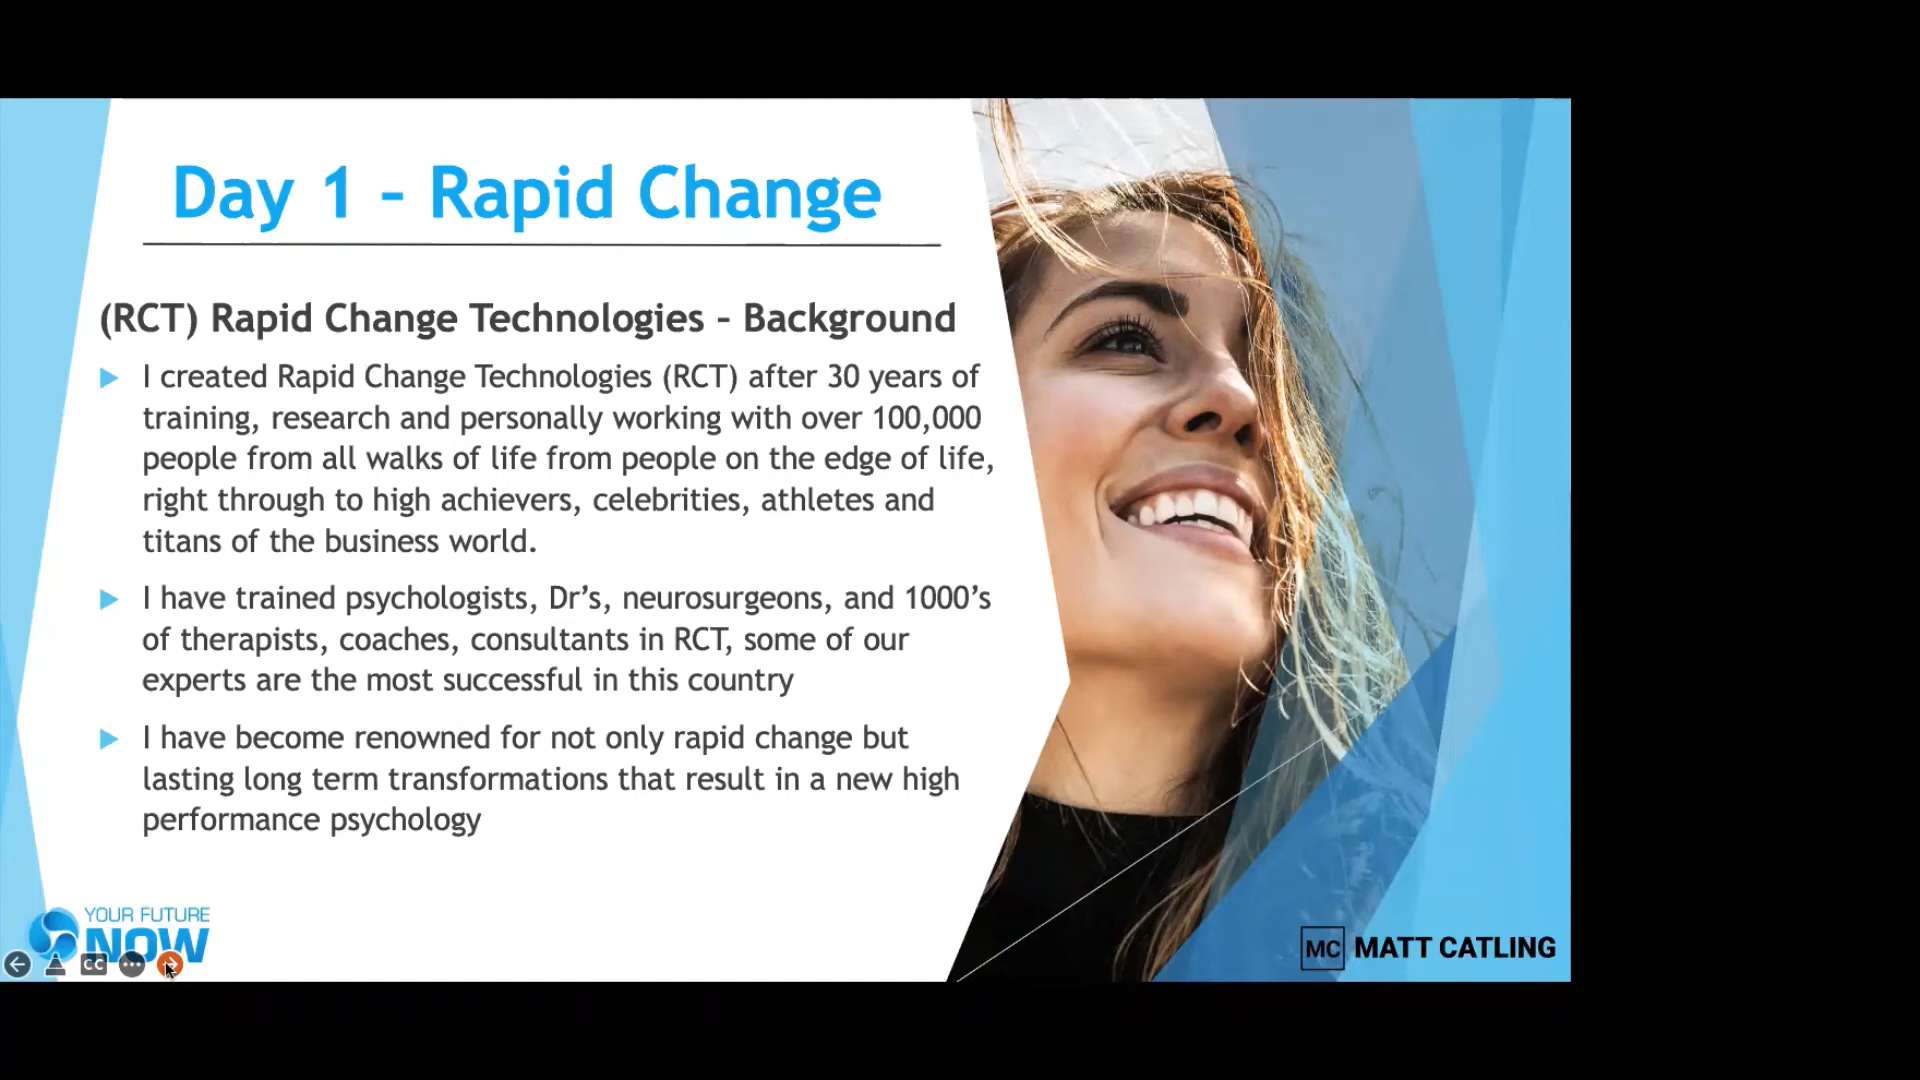 Day 1 – Rapid Change
(RCT) Rapid Change Technologies – Background
I created Rapid Change Technologies (RCT) after 30 years of
training, research and personally working with over 100,000
people from all walks of life from people on the edge of life,
right through to high achievers, celebrities, athletes and
titans of the business world.
I have trained psychologists, Dr’s, neurosurgeons, and 1000’s
of therapists, coaches, consultants in RCT, some of our
experts are the most successful in this country
I have become renowned for not only rapid change but
lasting long term transformations that result in a new high
performance psychology
YOUR FUTURE
NOW
CC
MC MATT CATLING